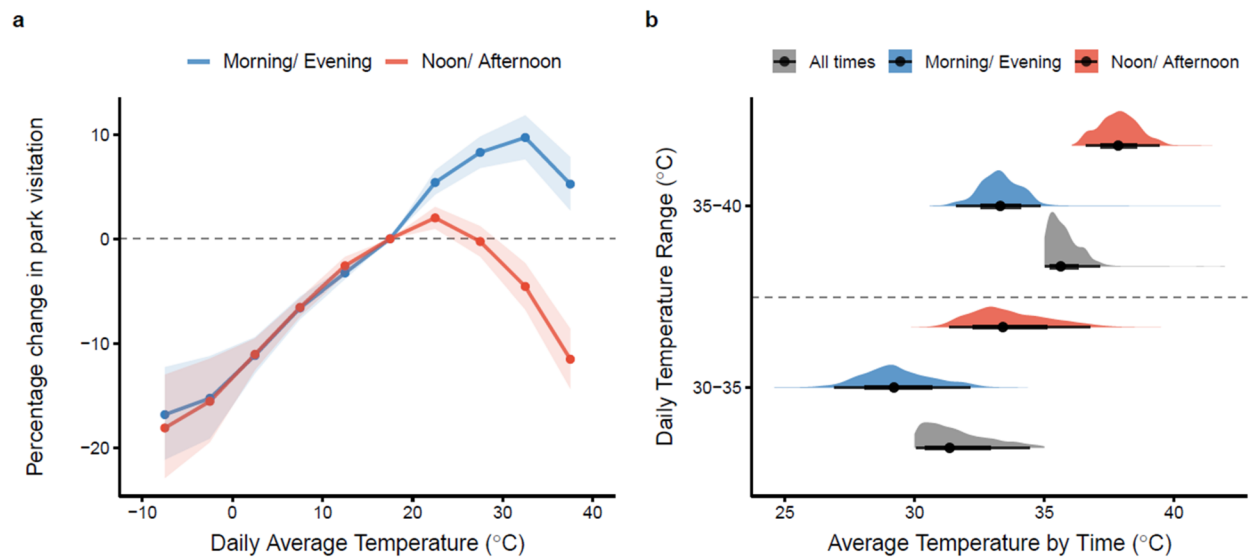 a
Morning/ Evening
Noon/ Afternoon
Percentage change in park visitation
10
0
−10
−20
−10
0
10
20
30
40
Daily Average Temperature (°C)
b
All times
Morning/ Evening
Noon/ Afternoon
Daily Temperature Range (°C)
35−40
30−35
25
30
35
40
Average Temperature by Time (°C)